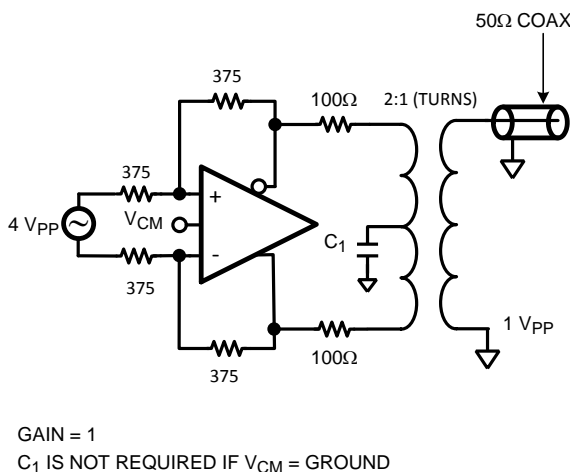 50Ω COAX
375
100Ω
2:1 (TURNS)
375
+
VCM
4 VPP
-
C1
375
375
100Ω
1 VPP
GAIN = 1
C1 IS NOT REQUIRED IF VCM = GROUND